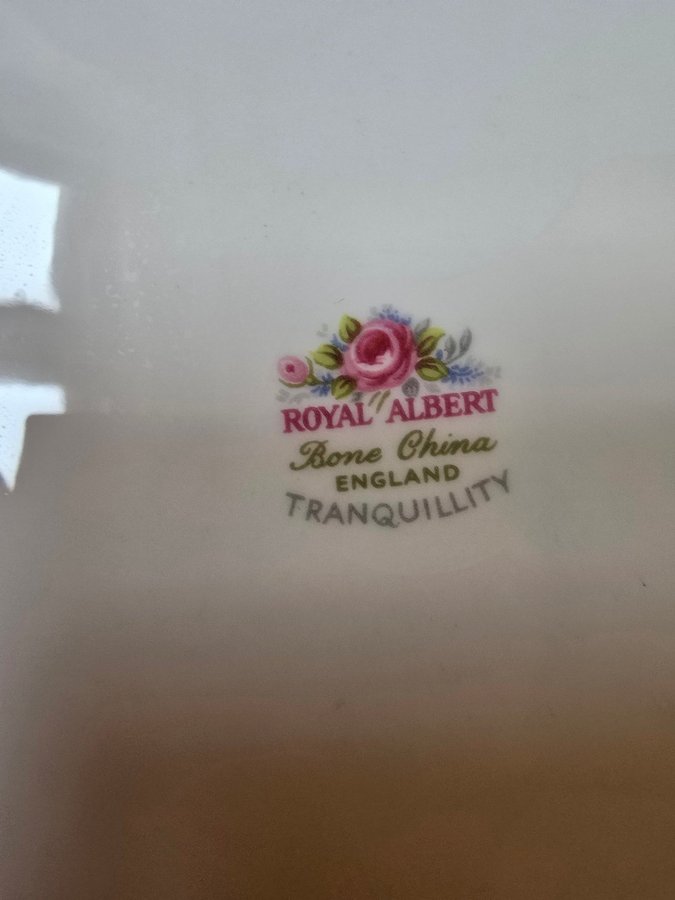 ROYAL ALBERT
Bone China
ENGLAND
TRANQUILLITY